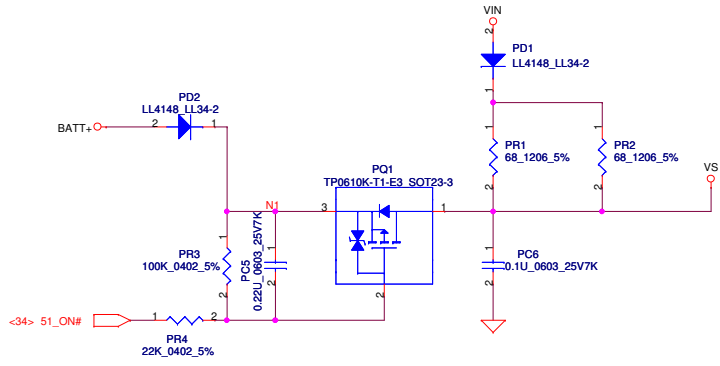 VIN
2
PD1
LL4148_LL34-2
1
PD2
LL4148_LL34-2
BATT+
2
1
1
PR1
68_1206_5%
2
1
PR2
68_1206_5%
2
VS
PQ1
TP0610K-T1-E3_SOT23-3
N1
3
1
2
1
PR3
100K_0402_5%
2
1
PC5
0.22U_0603_25V7K
2
1
PC6
0.1U_0603_25V7K
2
<34> 51_ON#
1
2
PR4
22K_0402_5%